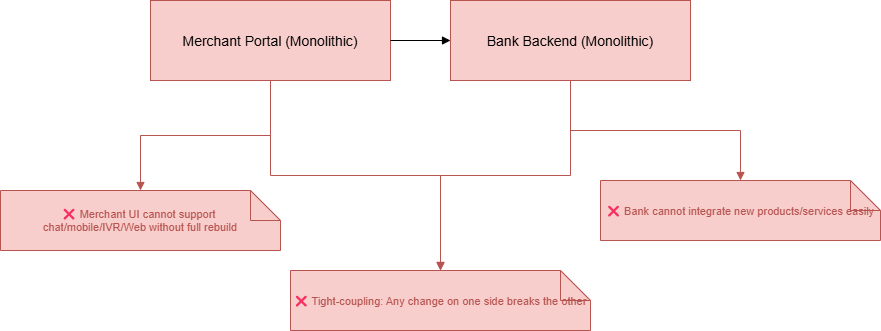 Merchant Portal (Monolithic)
Bank Backend (Monolithic)
❌ Merchant UI cannot support
chat/mobile/IVR/Web without full rebuild
❌ Bank cannot integrate new products/services easily
❌ Tight-coupling: Any change on one side breaks the other